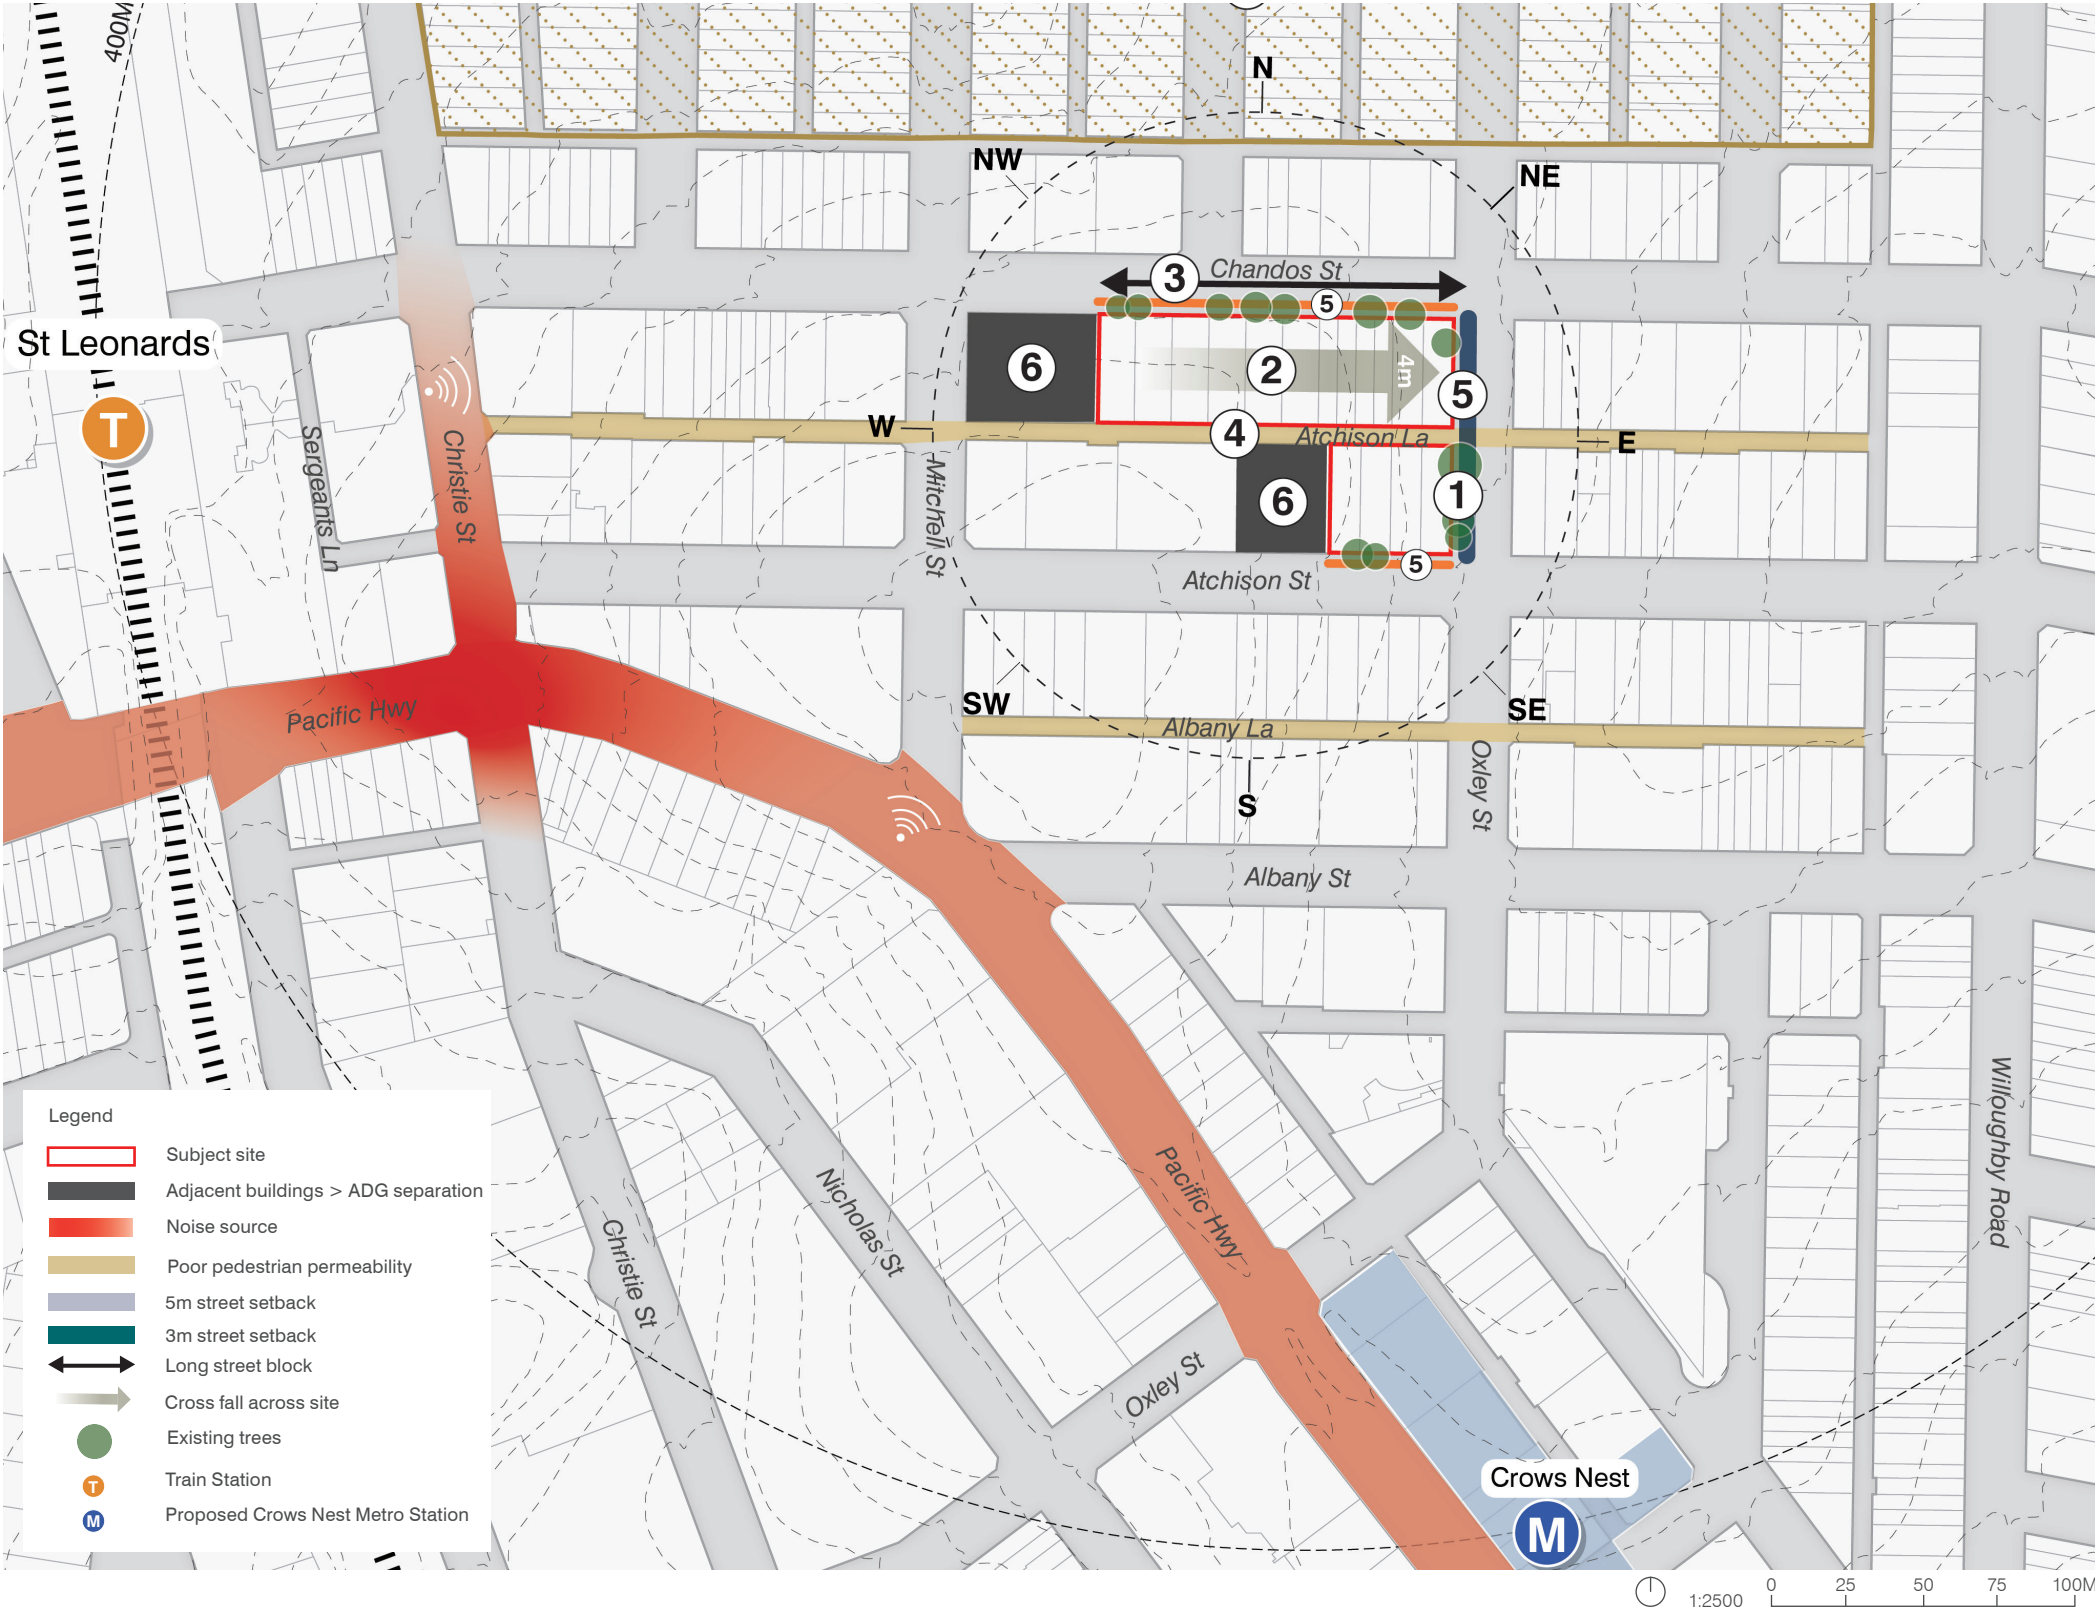 400M
N
NW
NE
3
Chandos St
5
St Leonards
6
2
4m
5
T
W
4
Atchison La
E
Sergeants Ln
Christie St
Mitchell St
6
1
5
Atchison St
SW
SE
Pacific Hwy
Albany La
Oxley St
S
Albany St
Willoughby Road
Pacific Hwy
Nicholas St
Christie St
Oxley St
Crows Nest
M
Legend
Subject site
Adjacent buildings > ADG separation
Noise source
Poor pedestrian permeability
5m street setback
3m street setback
Long street block
Cross fall across site
Existing trees
T Train Station
M Proposed Crows Nest Metro Station
1:2500
0 25 50 75 100M